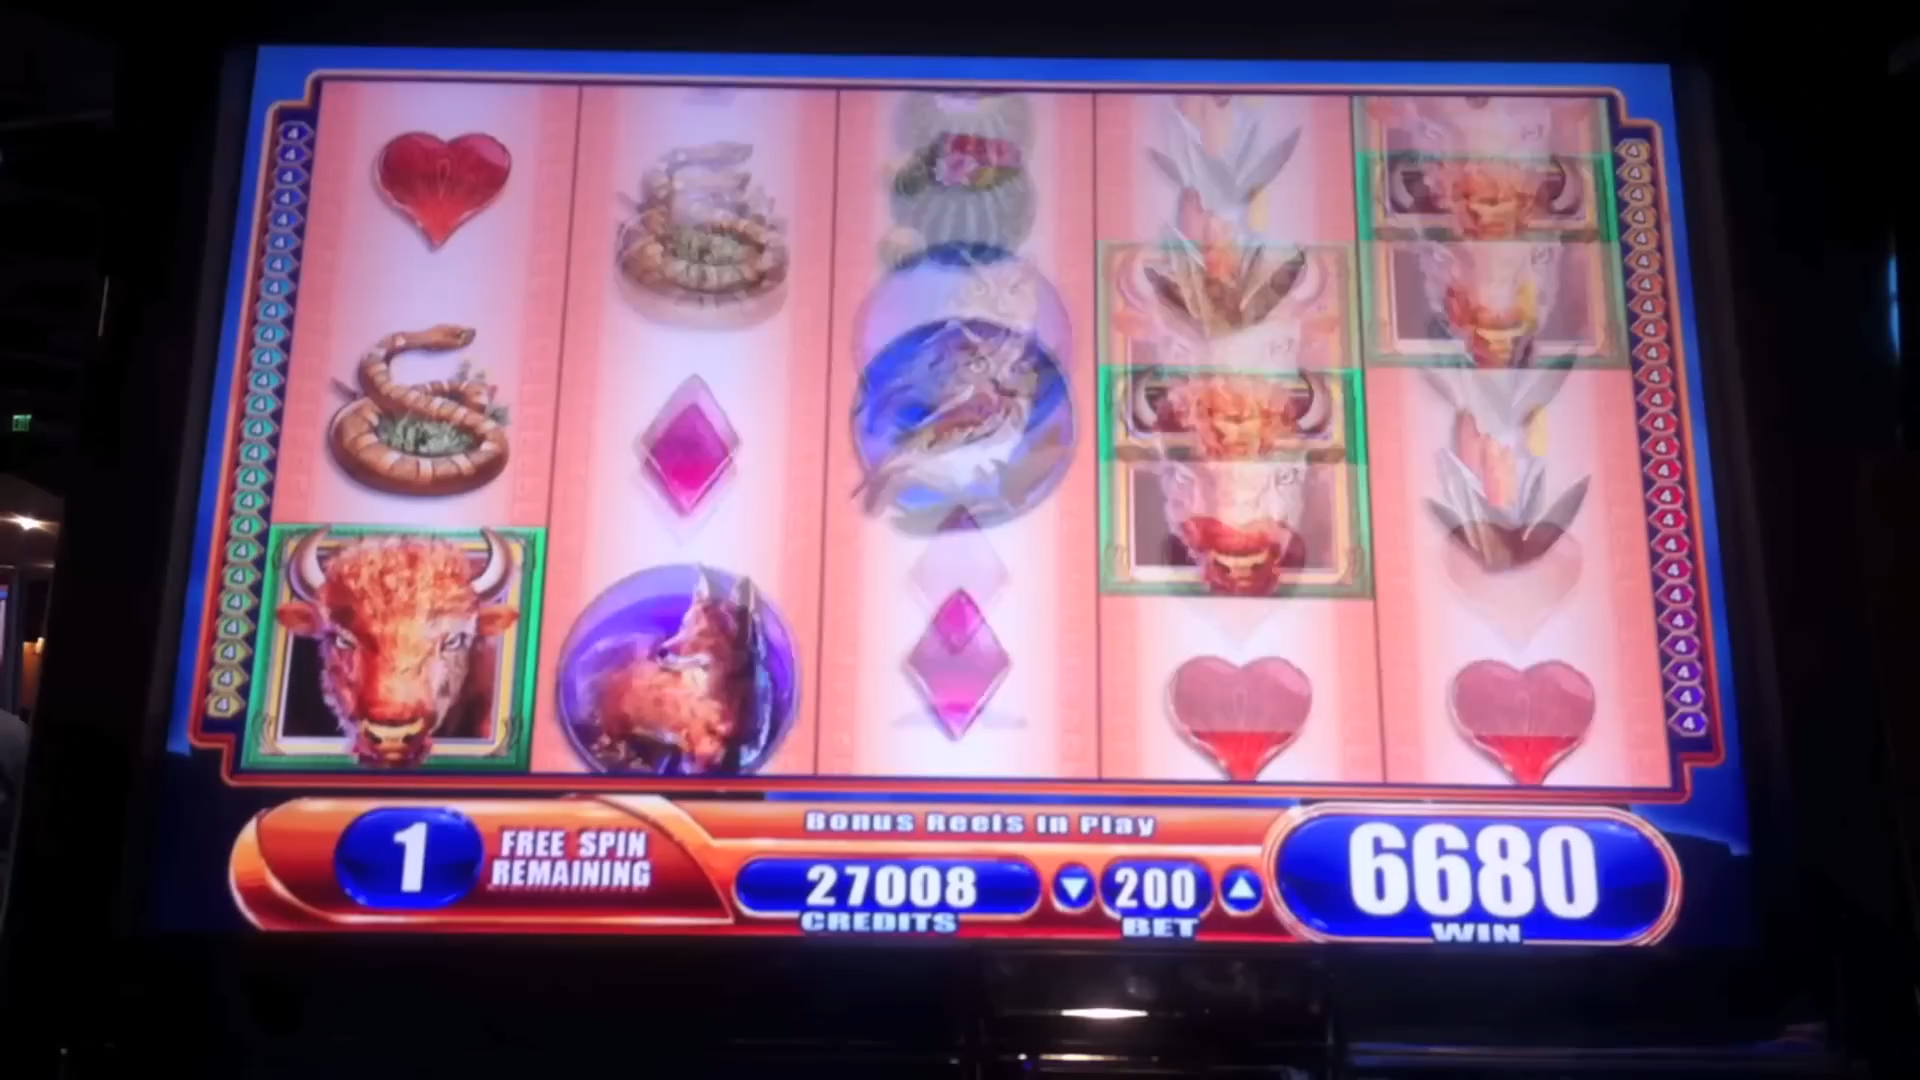 Bonus Reels In Play
1
FREE SPIN
REMAINING
27008
CREDITS
200
BET
6680
WIN